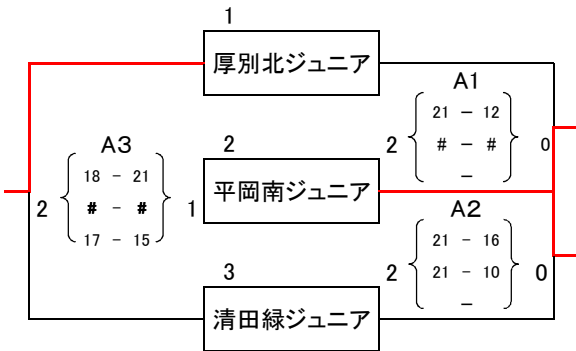 1
厚別北ジュニア
A1
2 21 - 12 0
# - #
-
A3
2 18 - 21 1
# - #
17 - 15
2
平岡南ジュニア
A2
2 21 - 16 0
21 - 10
-
3
清田緑ジュニア